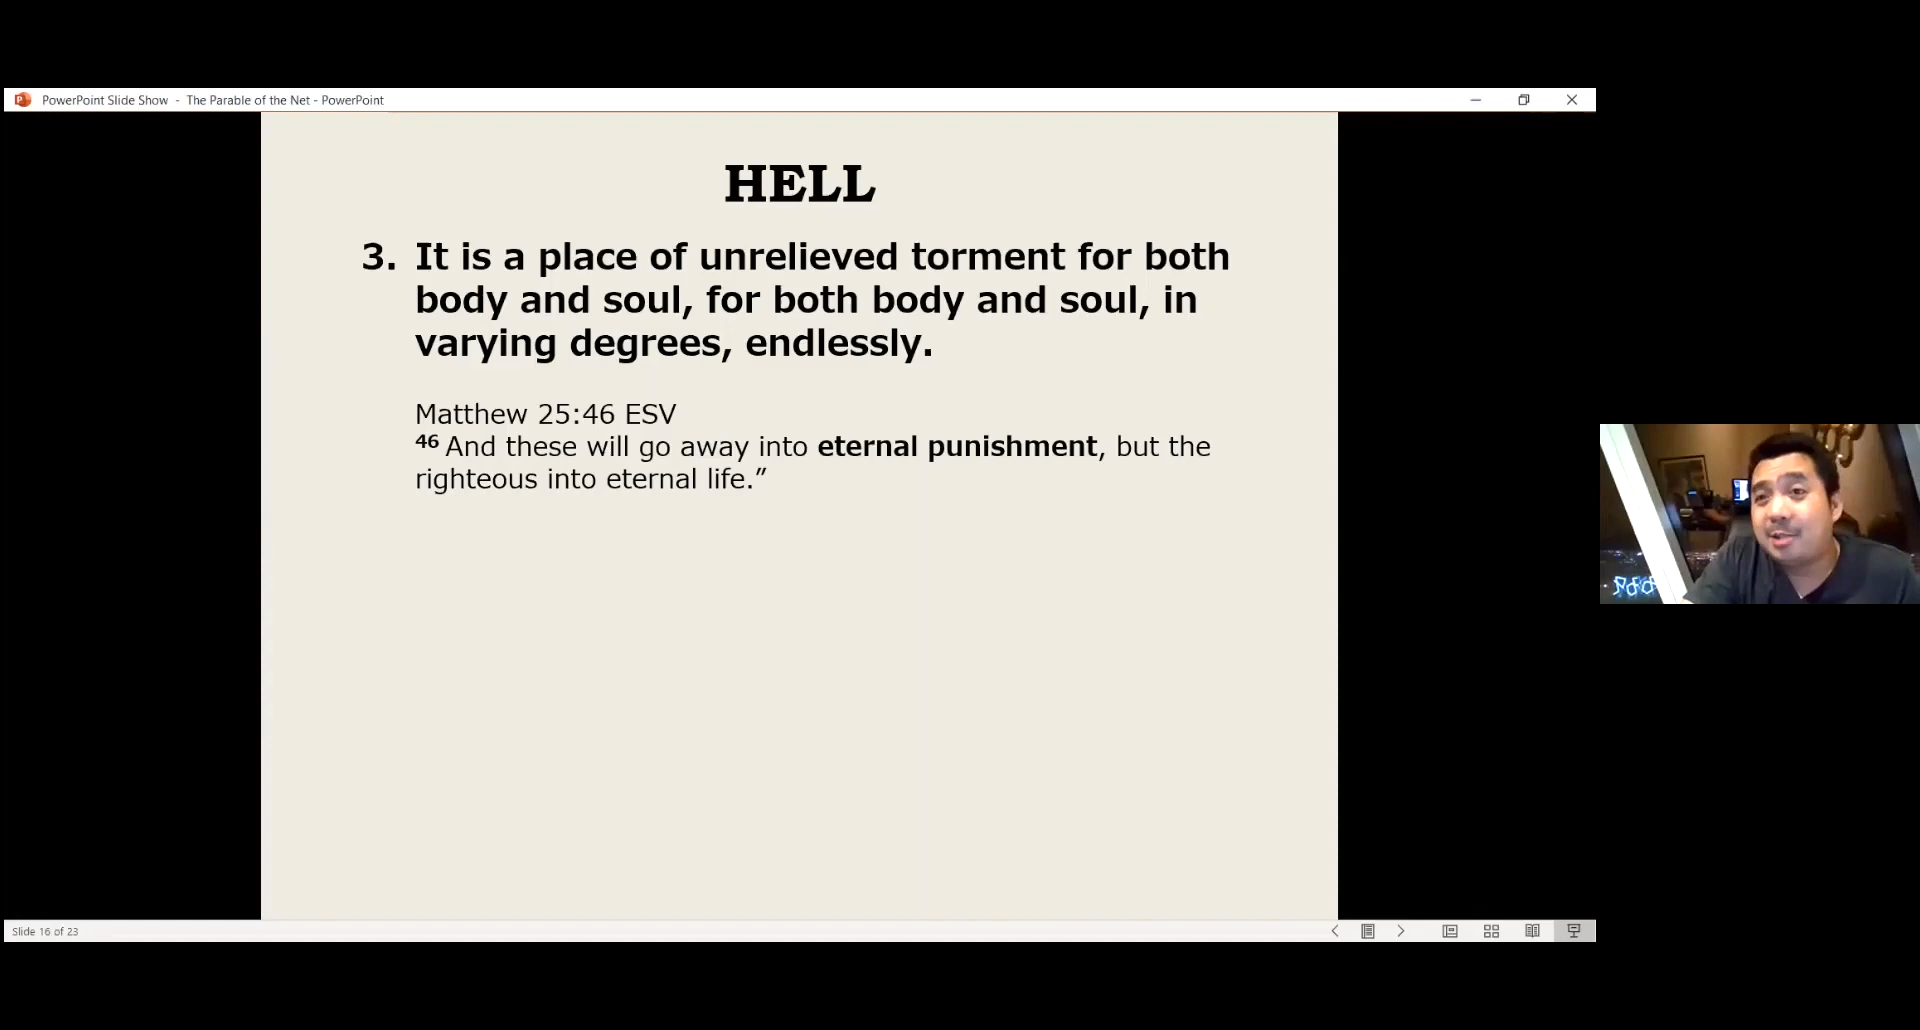 PowerPoint Slide Show - The Parable of the Net - PowerPoint
HELL
3. It is a place of unrelieved torment for both
body and soul, for both body and soul, in
varying degrees, endlessly.
Matthew 25:46 ESV
46 And these will go away into eternal punishment, but the
righteous into eternal life.”
Slide 16 of 23